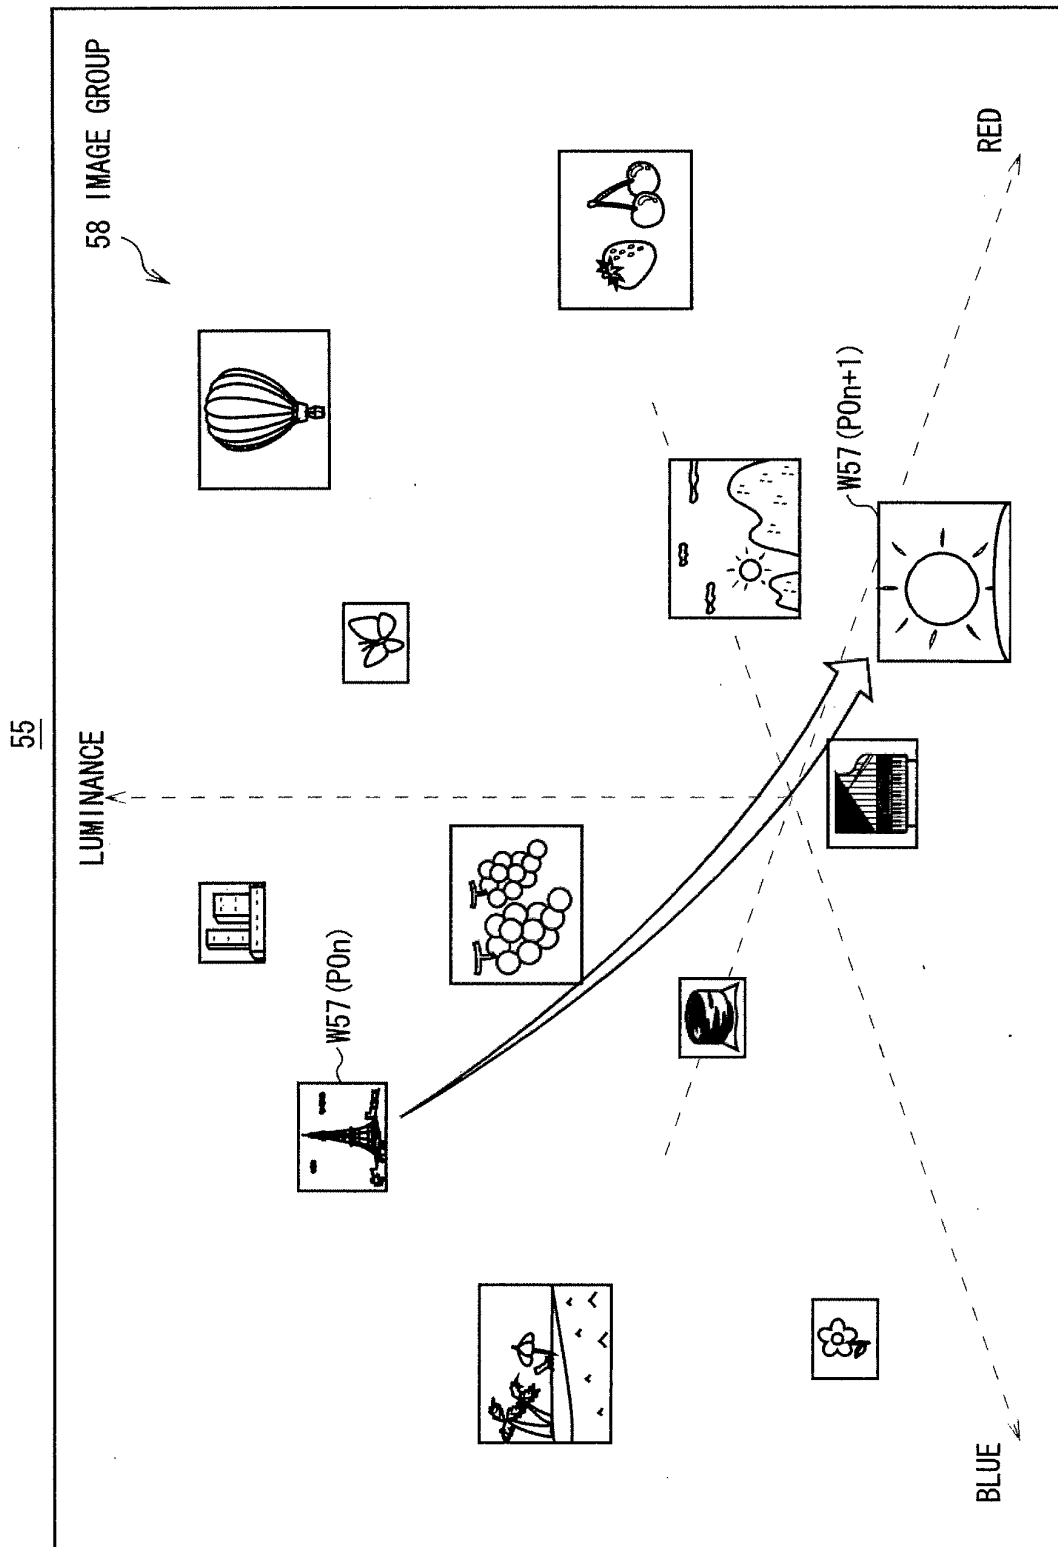 55
58 IMAGE GROUP
LUMINANCE
W57(P0n)
W57(P0n+1)
BLUE
RED